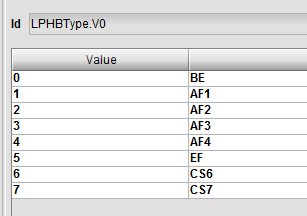 Id LPHBType.V0
Value
0 BE
1 AF1
2 AF2
3 AF3
4 AF4
5 EF
6 CS6
7 CS7